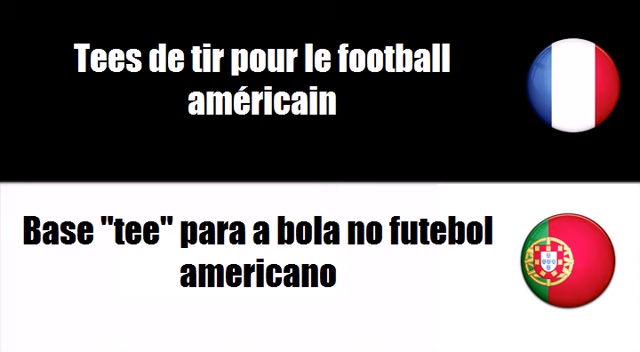 Tees de tir pour le football
américain
Base "tee" para a bola no futebol
americano